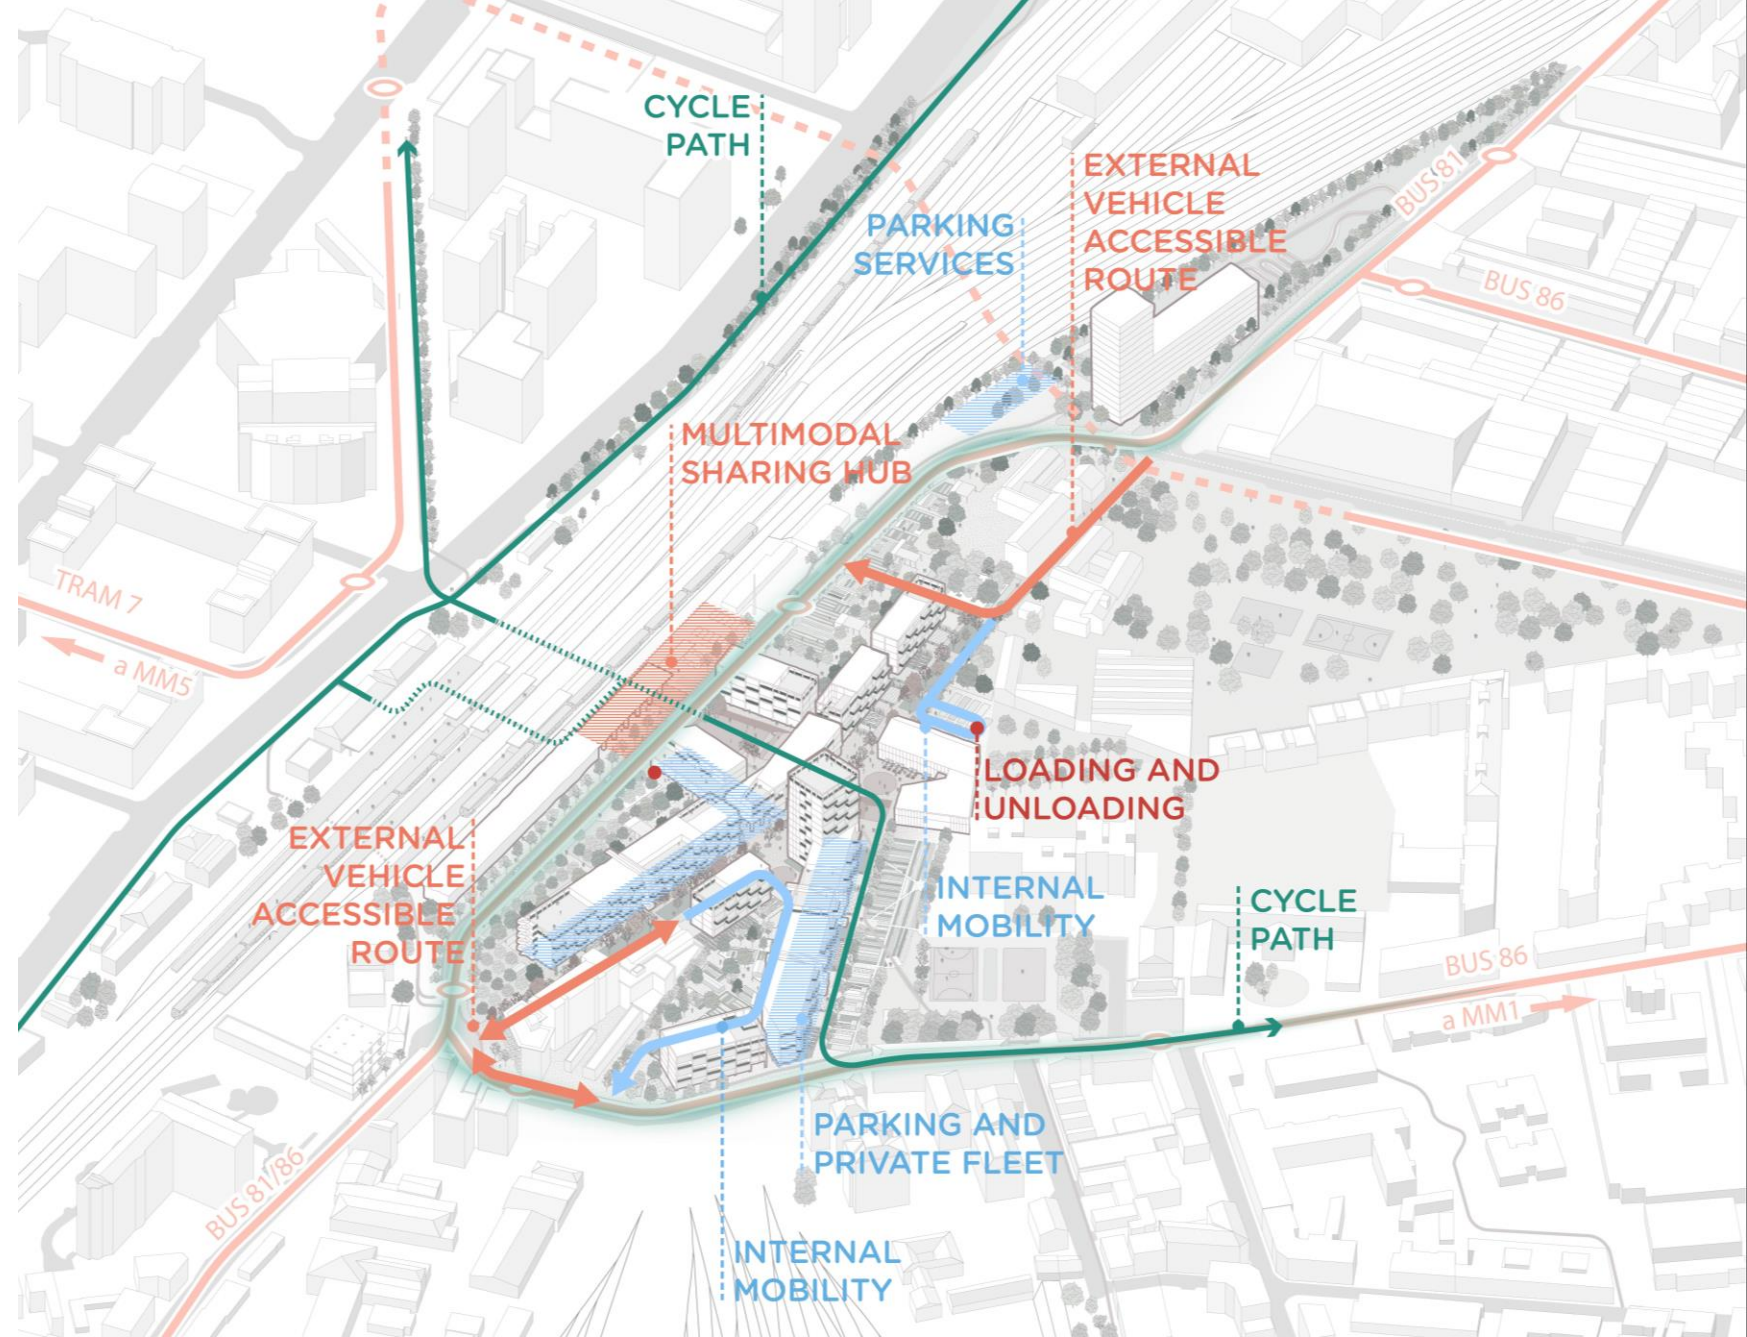 CYCLE
PATH
EXTERNAL
VEHICLE
ACCESSIBLE
ROUTE
BUS 81
PARKING
SERVICES
BUS 86
MULTIMODAL
SHARING HUB
TRAM 7
a MM5
LOADING AND
UNLOADING
EXTERNAL
VEHICLE
ACCESSIBLE
ROUTE
INTERNAL
MOBILITY
CYCLE
PATH
BUS 86
a MM1
PARKING AND
PRIVATE FLEET
BUS 81/86
INTERNAL
MOBILITY